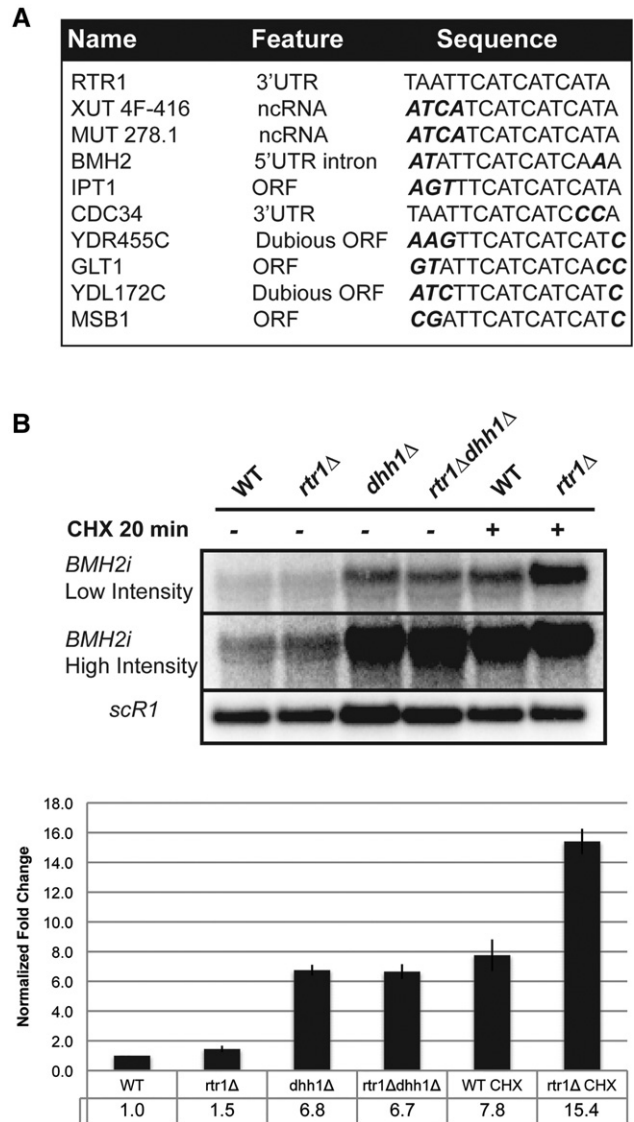 A
Name Feature Sequence
RTR1 3'UTR TAATTCATCATCATA
XUT 4F-416 ncRNA ATCATCATCATCATA
MUT 278.1 ncRNA ATCATCATCATCATA
BMH2 5'UTR intron ATATTCATCATCAAA
IPT1 ORF AGTTTCATCATCATA
CDC34 3'UTR TAATTCATCATCCCA
YDR455C Dubious ORF AAGTTCATCATCATC
GLT1 ORF GTATTCATCATCACC
YDL172C Dubious ORF ATCTTCATCATCATC
MSB1 ORF CGATTCATCATCATC
B
WT rtr1Δ dhh1Δ rtr1Δdhh1Δ WT rtr1Δ
CHX 20 min - - - - + +
BMH2i
Low Intensity
BMH2i
High Intensity
scR1
Normalized Fold Change
18.0
16.0
14.0
12.0
10.0
8.0
6.0
4.0
2.0
0.0
WT rtr1Δ dhh1Δ rtr1Δdhh1Δ WT CHX rtr1Δ CHX
1.0 1.5 6.8 6.7 7.8 15.4